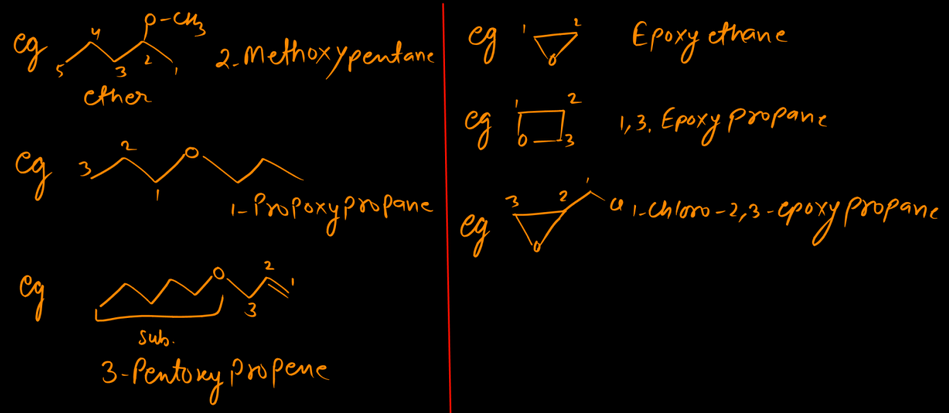 O-CH3
eg
4
5
3
2
1
2-Methoxypentane
ether
eg
3
2
O
1
1-Propoxypropane
eg
O
2
1
3
sub.
3-Pentoxy propene
eg
1
2
O
Epoxy ethane
eg
1
2
O
3
1,3. Epoxy propane
eg
3
2
1
Cl
O
1-chloro-2,3-epoxy propane